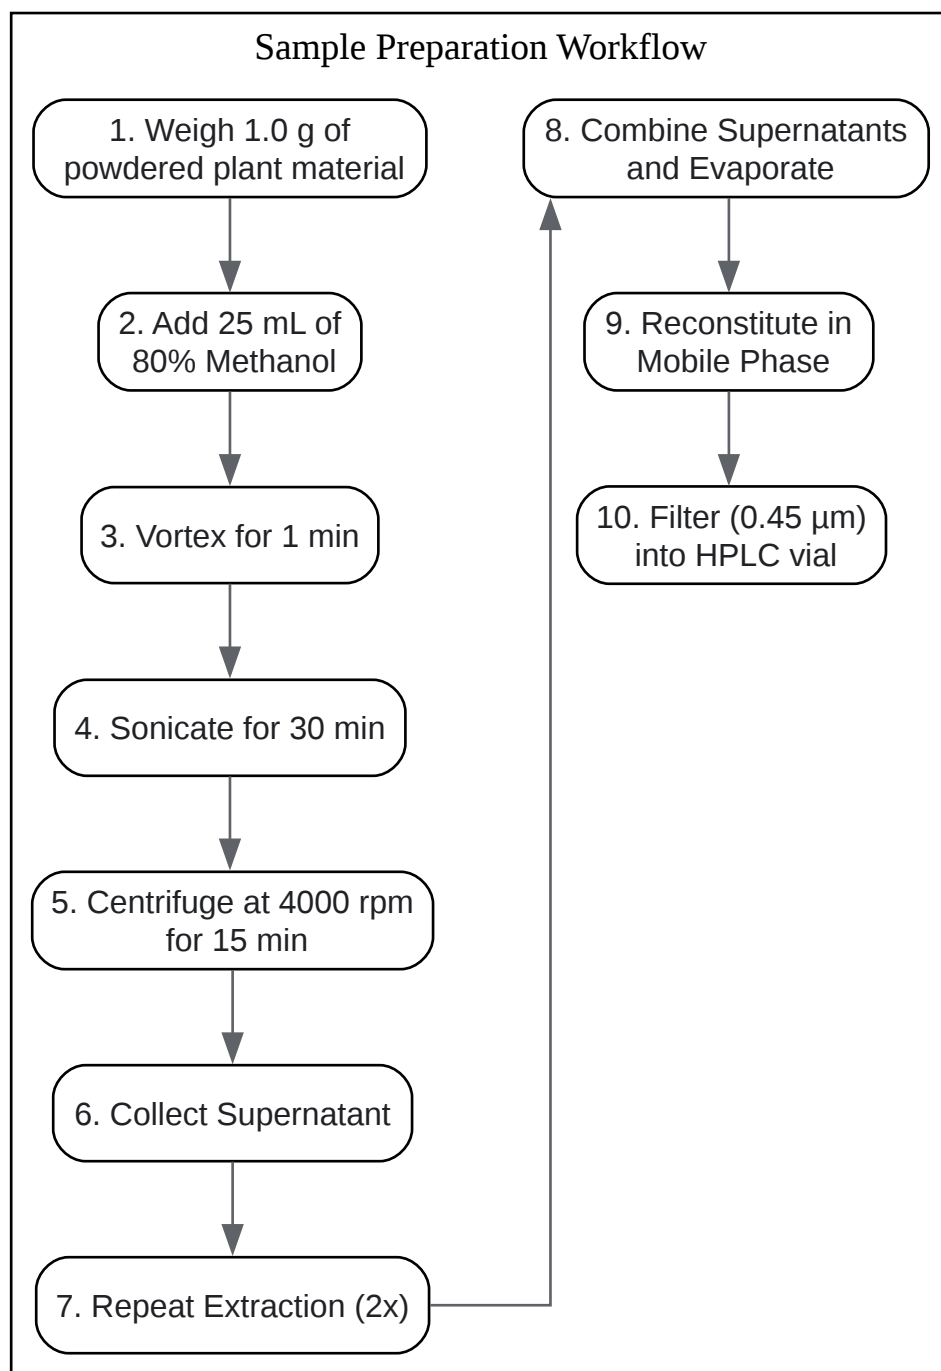 Sample Preparation Workflow
1. Weigh 1.0 g of
powdered plant material
2. Add 25 mL of
80% Methanol
3. Vortex for 1 min
4. Sonicate for 30 min
5. Centrifuge at 4000 rpm
for 15 min
6. Collect Supernatant
7. Repeat Extraction (2x)
8. Combine Supernatants
and Evaporate
9. Reconstitute in
Mobile Phase
10. Filter (0.45 µm)
into HPLC vial